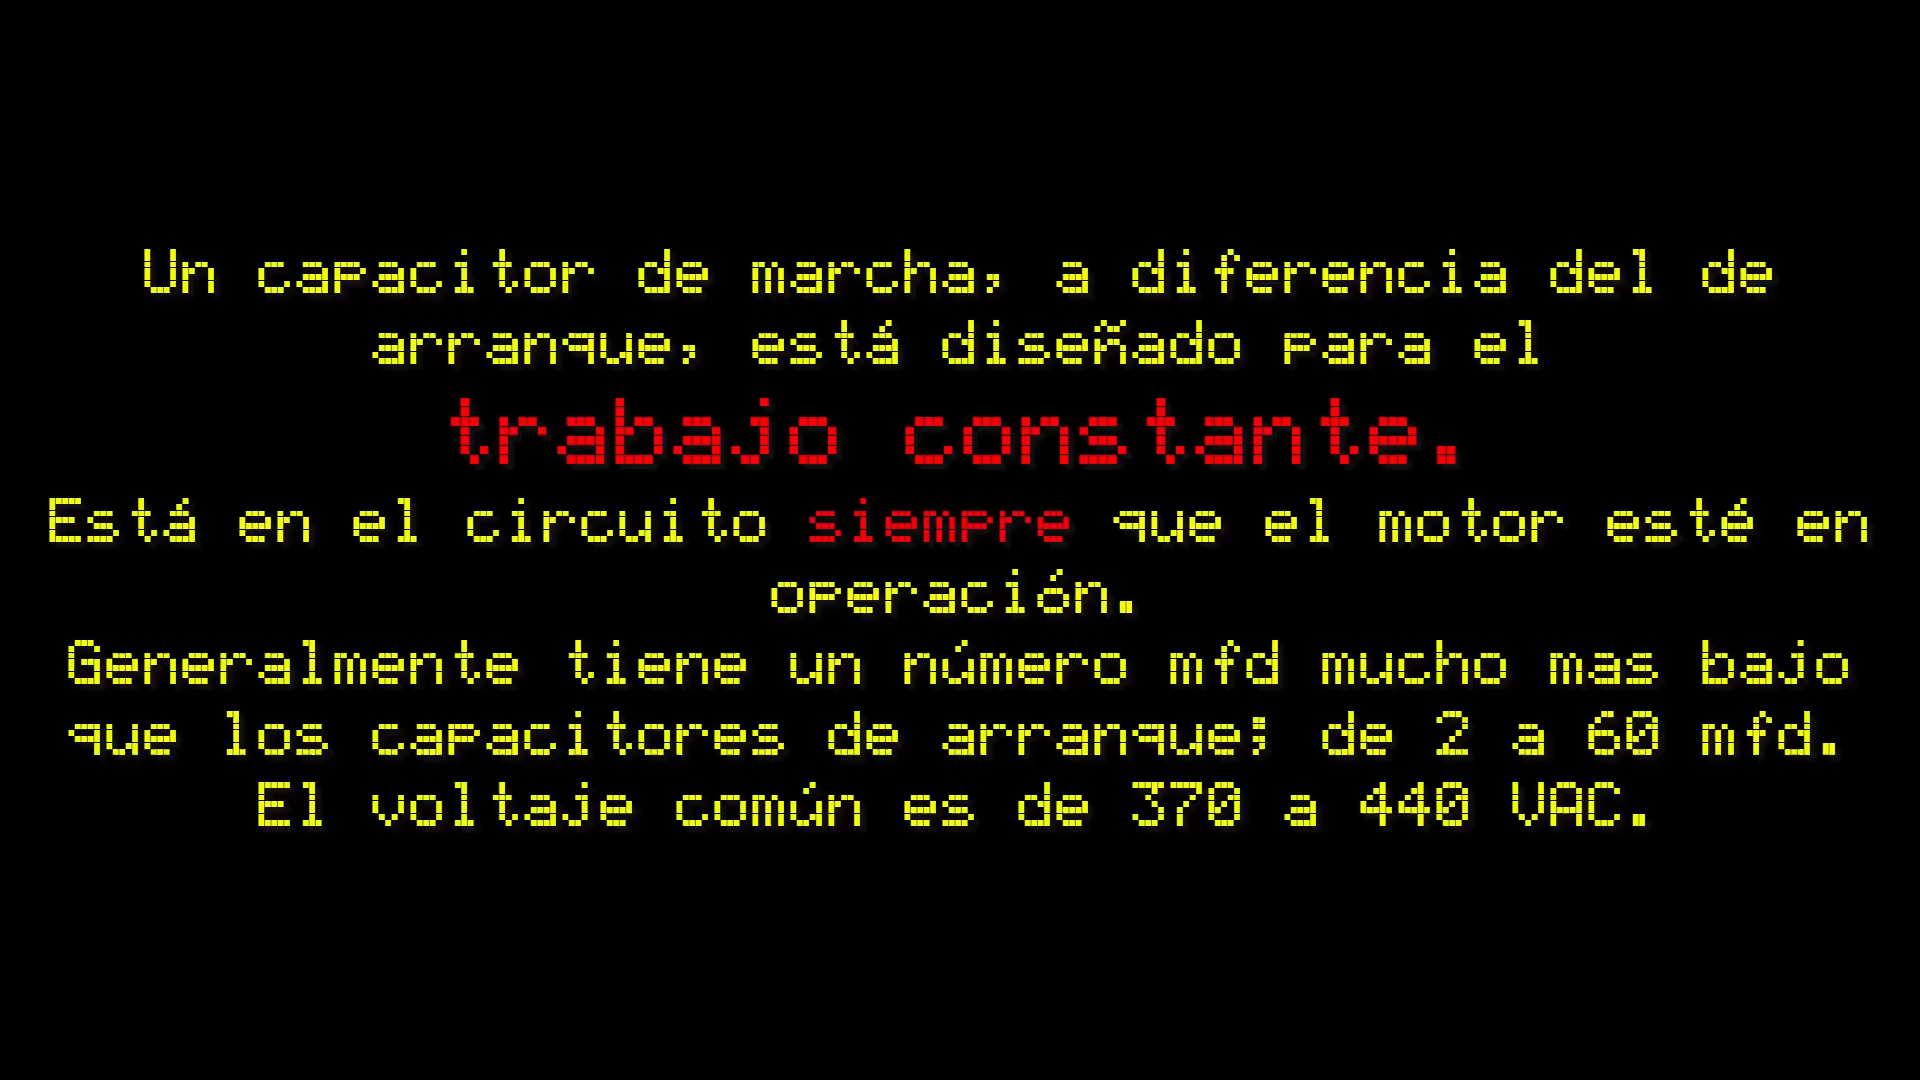 Un capacitor de marcha, a diferencia del de
arranque, está diseñado para el
trabajo constante.
Está en el circuito siempre que el motor esté en
operación.
Generalmente tiene un número mfd mucho mas bajo
que los capacitores de arranque; de 2 a 60 mfd.
El voltaje común es de 370 a 440 VAC.